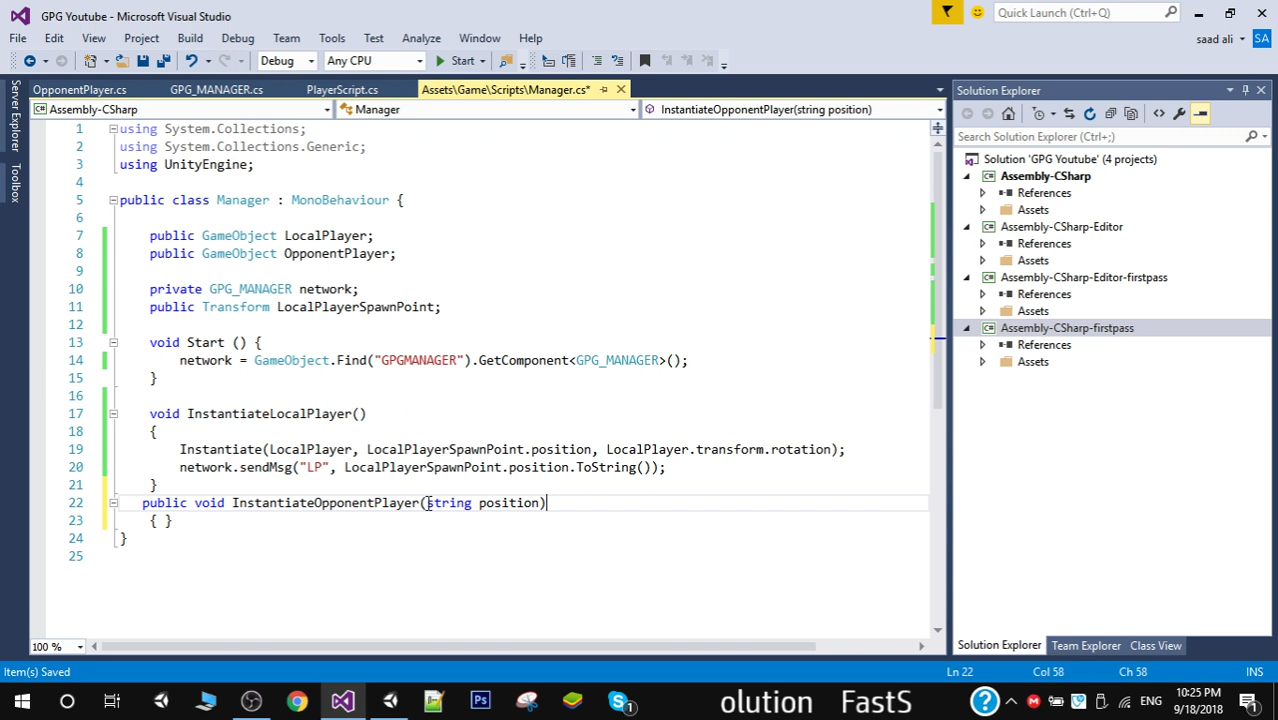 GPG Youtube - Microsoft Visual Studio
Quick Launch (Ctrl+Q)
File Edit View Project Build Debug Team Tools Test Analyze Window Help
saad ali
SA
Debug Any CPU Start
Server Explorer
Toolbox
OpponentPlayer.cs GPG_MANAGER.cs PlayerScript.cs Assets\Game\Scripts\Manager.cs*
Assembly-CSharp Manager InstantiateOpponentPlayer(string position)
1 using System.Collections;
2 using System.Collections.Generic;
3 using UnityEngine;
4
5 public class Manager : MonoBehaviour {
6
7 public GameObject LocalPlayer;
8 public GameObject OpponentPlayer;
9
10 private GPG_MANAGER network;
11 public Transform LocalPlayerSpawnPoint;
12
13 void Start () {
14 network = GameObject.Find("GPGMANAGER").GetComponent<GPG_MANAGER>();
15 }
16
17 void InstantiateLocalPlayer()
18 {
19 Instantiate(LocalPlayer, LocalPlayerSpawnPoint.position, LocalPlayer.transform.rotation);
20 network.sendMsg("LP", LocalPlayerSpawnPoint.position.ToString());
21 }
22 public void InstantiateOpponentPlayer(string position)
23 { }
24 }
25
100 %
Solution Explorer
Search Solution Explorer (Ctrl+;)
Solution 'GPG Youtube' (4 projects)
Assembly-CSharp
References
Assets
Assembly-CSharp-Editor
References
Assets
Assembly-CSharp-Editor-firstpass
References
Assets
Assembly-CSharp-firstpass
References
Assets
Solution Explorer Team Explorer Class View
Item(s) Saved Ln 22 Col 58 Ch 58 INS
olution FastS
ENG
10:25 PM
9/18/2018